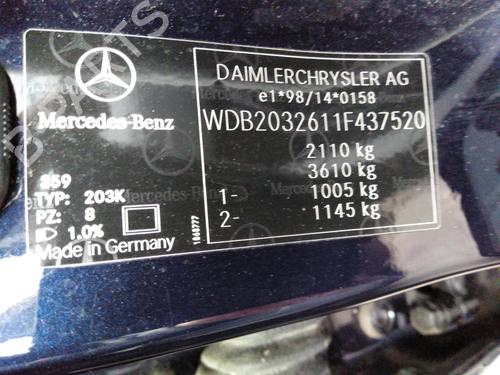 Mercedes-Benz
359
TYP: 203K
PZ: 8
1.0%
Made in Germany
1868777
DAIMLERCHRYSLER AG
e1*98/14*0158
WDB2032611F437520
2110 kg
3610 kg
1- 1005 kg
2- 1145 kg